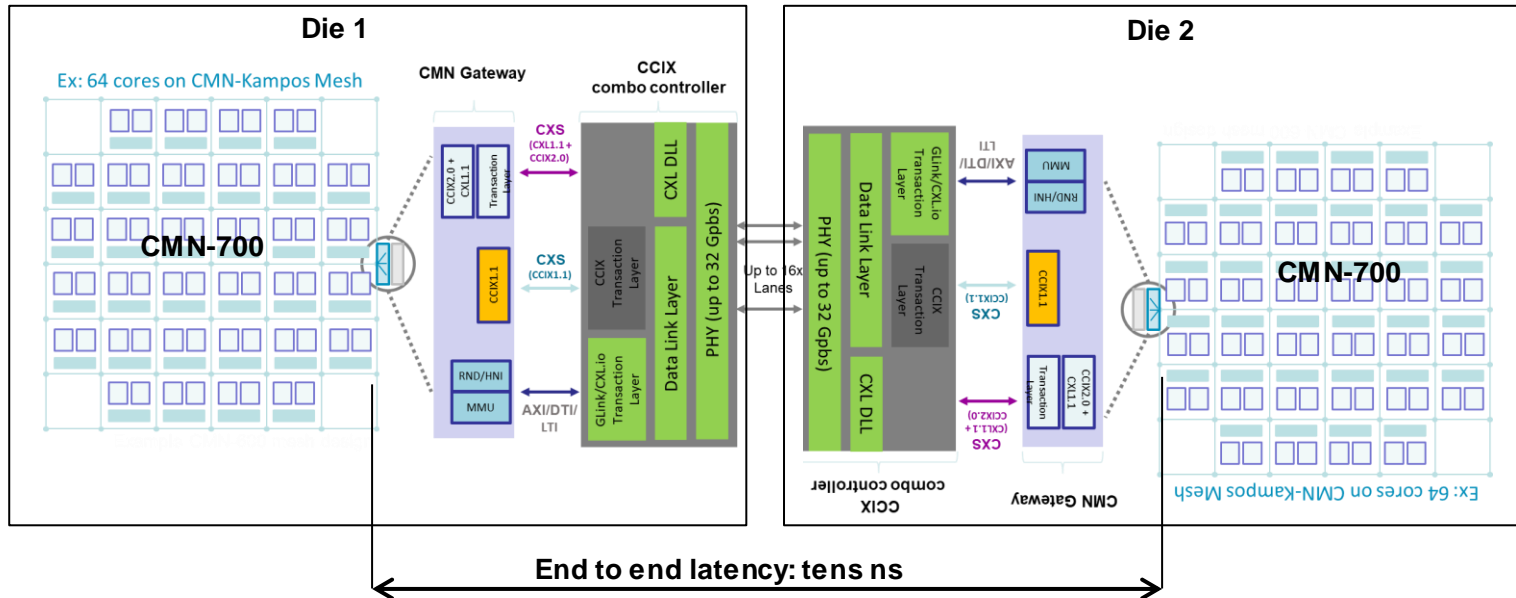 Die 1
Ex: 64 cores on CMN-Kampos Mesh
CMN-700
CMN Gateway
CCIX2.0 +
CXL1.1
Transaction
Layer
CCIX1.1
RND/HNI
MMU
CXS
(CXL1.1 +
CCIX2.0)
CXS
(CCIX1.1)
AXI/DTI/
LTI
CCIX
combo controller
CXL DLL
CCIX
Transaction Layer
GLink/CXL.io
Transaction
Layer
Data Link Layer
PHY (up to 32 Gpbs)
Up to 16x
Lanes
Die 2
PHY (up to 32 Gpbs)
Data Link Layer
CXL DLL
GLink/CXL.io
Transaction
Layer
CCIX
Transaction
Layer
CCIX
combo controller
AXI/DTI/
LTI
CXS
(CCIX1.1)
CXS
(CXL1.1 +
CCIX2.0)
MMU
RND/HNI
CCIX1.1
Transaction
Layer
CCIX2.0 +
CXL1.1
CMN Gateway
CMN-700
Ex: 64 cores on CMN-Kampos Mesh
End to end latency: tens ns